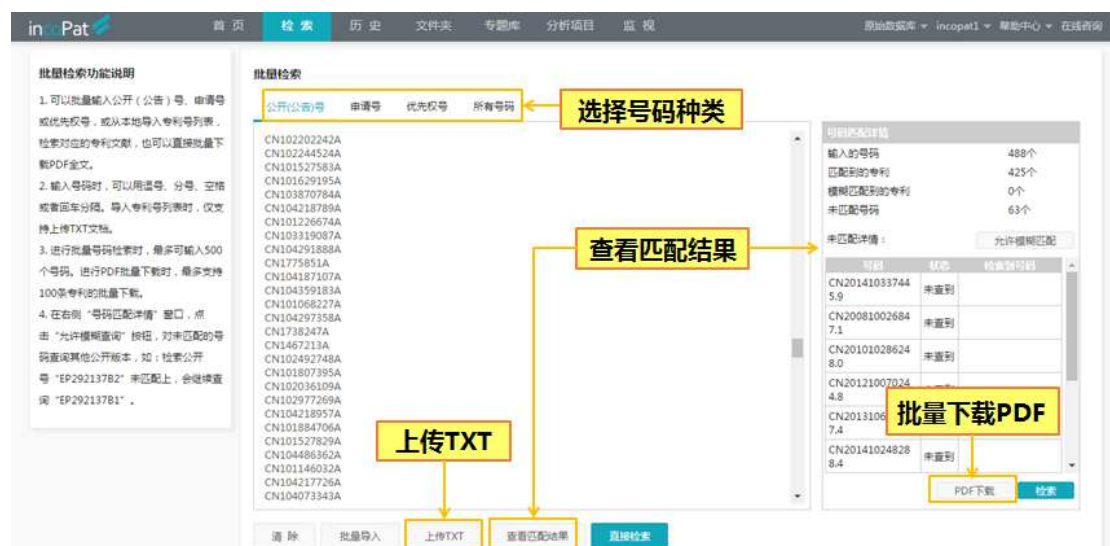 incoPat 首页 检索 历史 文件夹 专题库 分析项目 监视 原始数据库 incopat1 帮助中心 在线咨询
批量检索功能说明
1. 可以批量输入公开（公告）号、申请号
或优先权号，或从本地导入专利号列表，
检索对应的专利文献，也可以直接批量下
载PDF全文。
2. 输入号码时，可以用逗号、分号、空格
或者回车分隔。导入专利号列表时，仅支
持上传TXT文档。
3. 进行批量号码检索时，最多可输入500
个号码。进行PDF批量下载时，最多支持
100条专利的批量下载。
4. 在右侧“号码匹配详情”窗口，点
击“允许模糊查询”按钮，对未匹配的号
码查询其他公开版本，如：检索公开
号“EP292137B2”未匹配上，会继续查
询“EP292137B1”。
批量检索
公开(公告)号 申请号 优先权号 所有号码
选择号码种类
CN102202242A
CN102244524A
CN101527583A
CN101629195A
CN103870784A
CN104218789A
CN101226674A
CN103319087A
CN104291888A
CN1775851A
CN104187107A
CN104359183A
CN101068227A
CN104297358A
CN1738247A
CN1467213A
CN102492748A
CN101807395A
CN102036109A
CN102977269A
CN104218957A
CN101884706A
CN101527829A
CN104486362A
CN101146032A
CN104217726A
CN104073343A
查看匹配结果
上传TXT
清除 批量导入 上传TXT 查看匹配结果 直接检索
号码匹配详情
输入的号码 488个
匹配到的专利 425个
模糊匹配到的专利 0个
未匹配号码 63个
未匹配详情： 允许模糊匹配
号码 状态 检索到号码
CN20141033744
5.9 未查到
CN20081002684
7.1 未查到
CN20101028624
8.0 未查到
CN20121007024
4.8
CN2013106
7.4
批量下载PDF
CN20141024828
8.4 未查到
PDF下载 检索